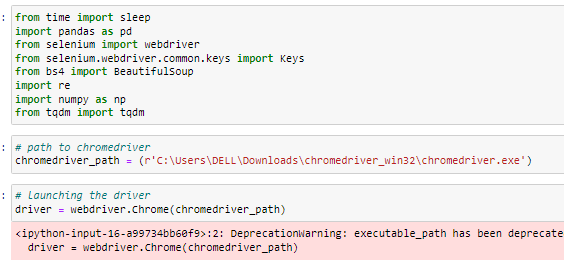 : from time import sleep
import pandas as pd
from selenium import webdriver
from selenium.webdriver.common.keys import Keys
from bs4 import BeautifulSoup
import re
import numpy as np
from tqdm import tqdm
: # path to chromedriver
chromedriver_path = (r'C:\Users\DELL\Downloads\chromedriver_win32\chromedriver.exe')
: # Launching the driver
driver = webdriver.Chrome(chromedriver_path)
<ipython-input-16-a99734bb60f9>:2: DeprecationWarning: executable_path has been deprecate
driver = webdriver.Chrome(chromedriver_path)